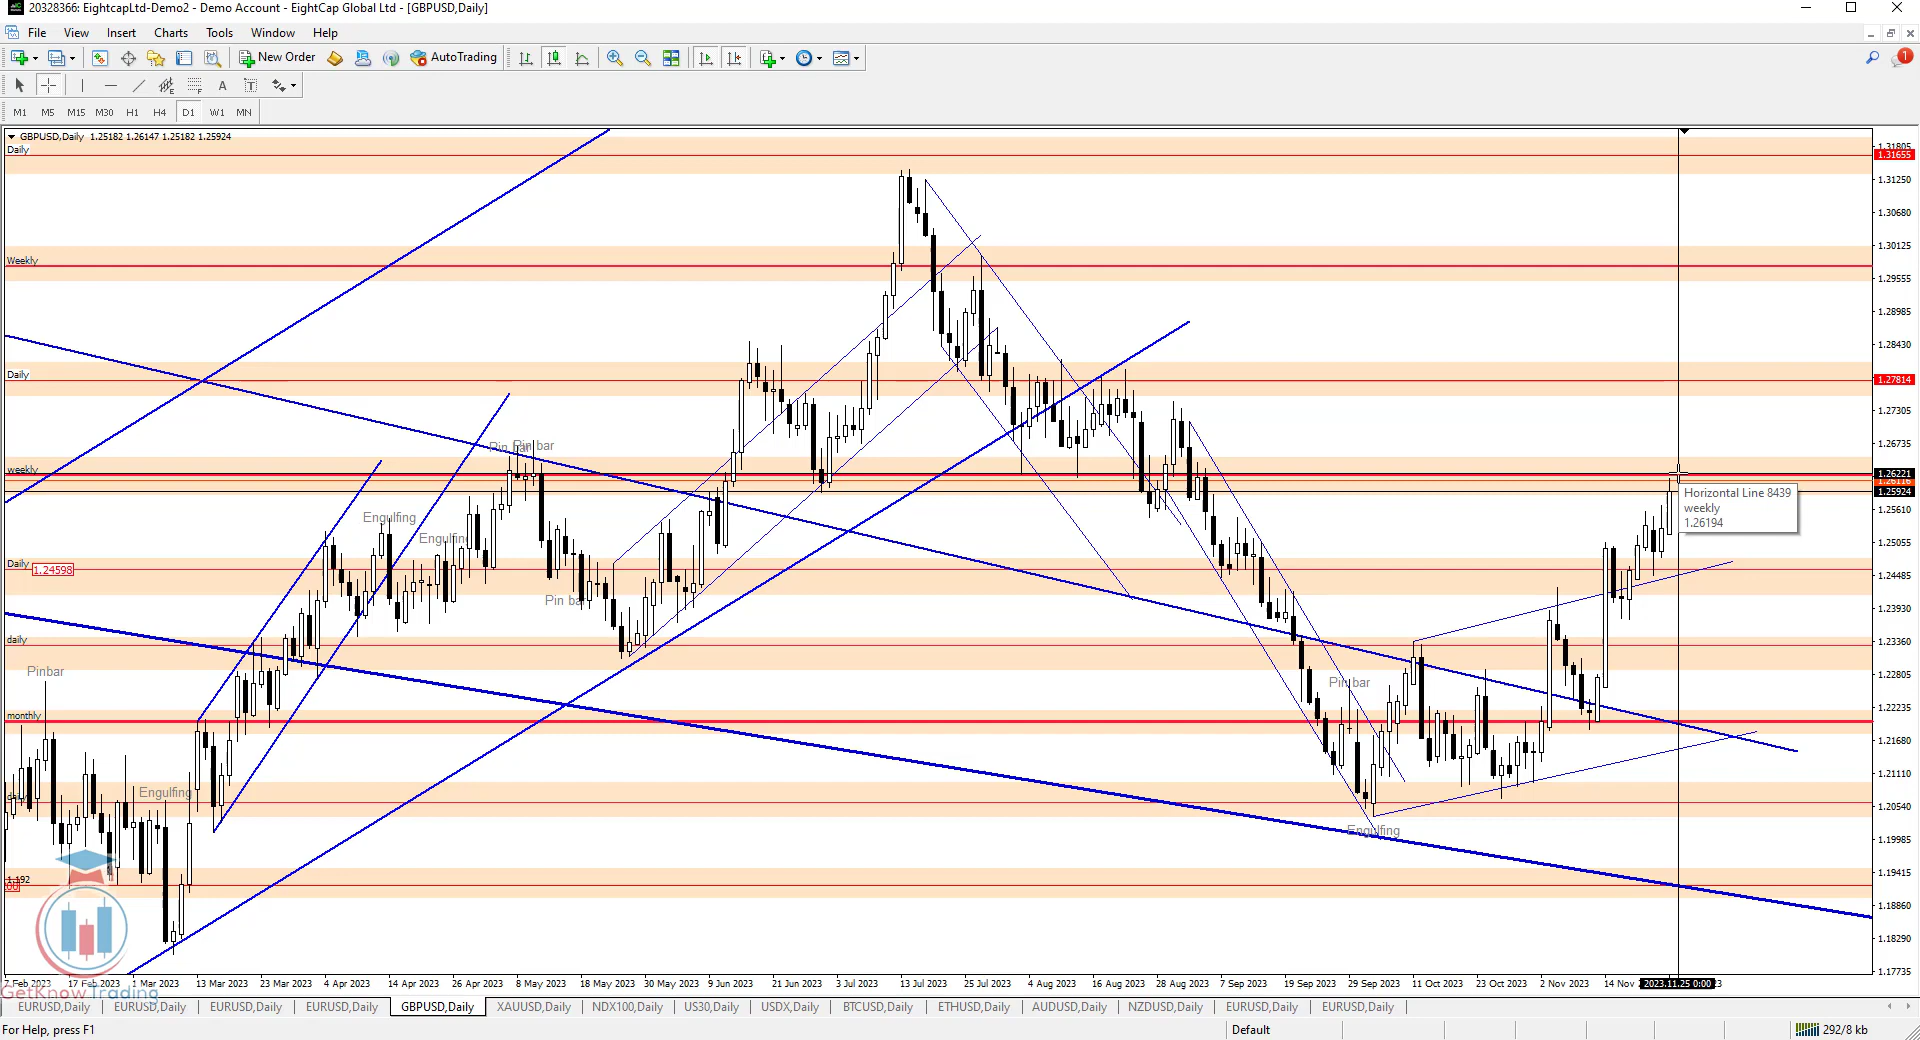 20328366: EightcapLtd-Demo2 - Demo Account - EightCap Global Ltd - [GBPUSD,Daily]
File View Insert Charts Tools Window Help
New Order AutoTrading 1
E F A T
M1 M5 M15 M30 H1 H4 D1 W1 MN
GBPUSD,Daily 1.25182 1.26147 1.25182 1.25924
1.31805
Daily
1.31655
1.31250
1.30680
1.30125
Weekly
1.29555
1.28985
1.28430
Daily
1.27814
1.27305
Pin bar Pin bar
1.26735
weekly
1.26221
1.26116
1.25924
Horizontal Line 8439
weekly
1.26194
Engulfing
1.25610
Engulfing
1.25055
Daily 1.24598
1.24485
Pin bar
1.23930
daily
1.23360
Pinbar
1.22805
Pin bar
monthly
1.22235
1.21680
1.21110
Engulfing
daily
1.20540
Engulfing
1.19985
1.19415
1.192
00
1.18860
1.18290
1.17735
7 Feb 2023 17 Feb 2023 1 Mar 2023 13 Mar 2023 23 Mar 2023 4 Apr 2023 14 Apr 2023 26 Apr 2023 8 May 2023 18 May 2023 30 May 2023 9 Jun 2023 21 Jun 2023 3 Jul 2023 13 Jul 2023 25 Jul 2023 4 Aug 2023 16 Aug 2023 28 Aug 2023 7 Sep 2023 19 Sep 2023 29 Sep 2023 11 Oct 2023 23 Oct 2023 2 Nov 2023 14 Nov 2023.11.25 0:00 3
GetKnowTrading
EURUSD,Daily EURUSD,Daily EURUSD,Daily EURUSD,Daily GBPUSD,Daily XAUUSD,Daily NDX100,Daily US30,Daily USDX,Daily BTCUSD,Daily ETHUSD,Daily AUDUSD,Daily NZDUSD,Daily EURUSD,Daily EURUSD,Daily
For Help, press F1 Default 292/8 kb